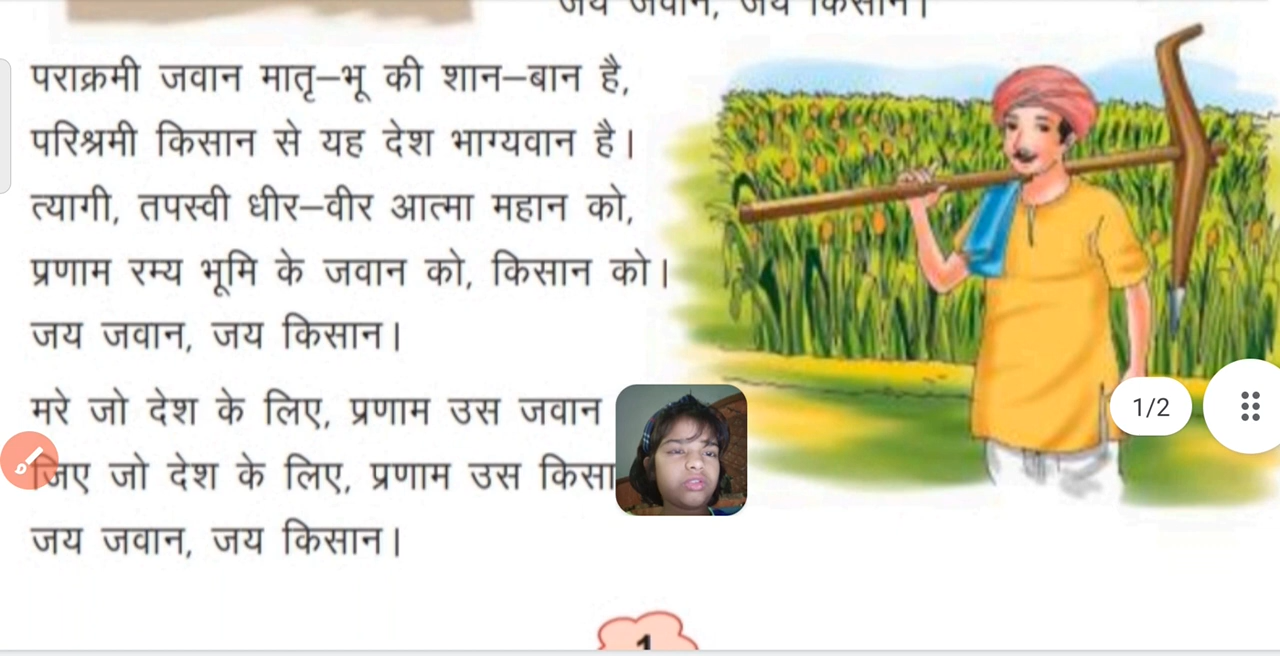 पराक्रमी जवान मातृ–भू की शान–बान है,
परिश्रमी किसान से यह देश भाग्यवान है।
त्यागी, तपस्वी धीर–वीर आत्मा महान को,
प्रणाम रम्य भूमि के जवान को, किसान को।
जय जवान, जय किसान।
मरे जो देश के लिए, प्रणाम उस जवान
जिए जो देश के लिए, प्रणाम उस किसा
जय जवान, जय किसान।
1/2
1